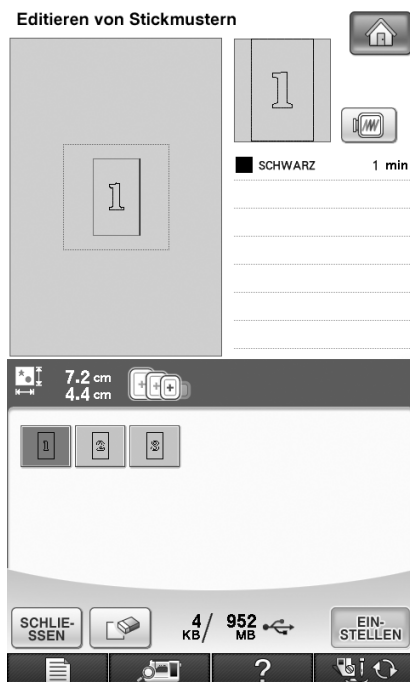 Editieren von Stickmustern
1
1
SCHWARZ 1 min
7.2 cm
4.4 cm
1 2 3
SCHLIE-
SSEN
4 KB / 952 MB
EIN-
STELLEN
?